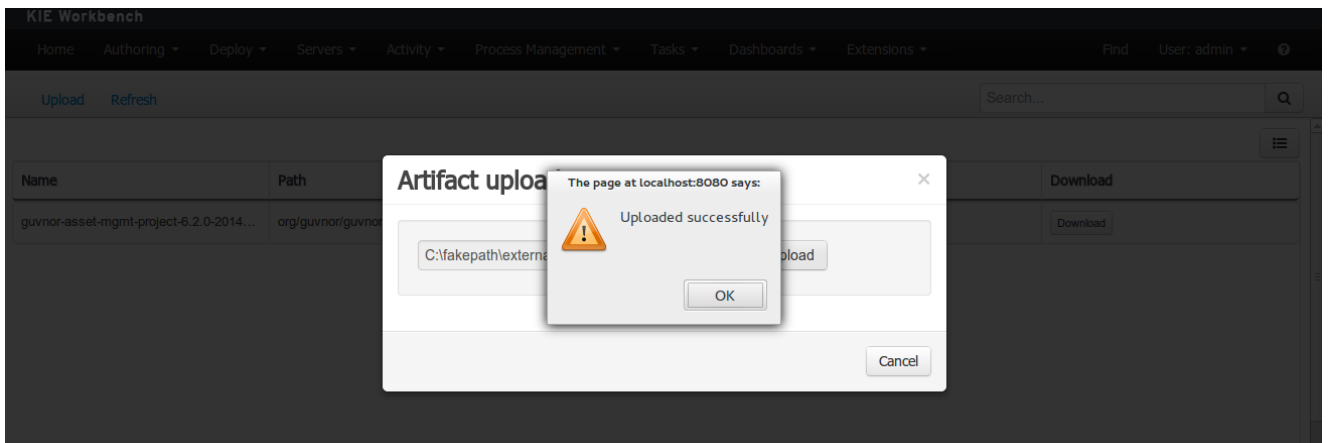 KIE Workbench
Home Authoring Deploy Servers Activity Process Management Tasks Dashboards Extensions Find User: admin
Upload Refresh Search...
Name Path Download
guvnor-asset-mgmt-project-6.2.0-2014... org/guvnor/guvnor Download
Artifact uploa
The page at localhost:8080 says:
Uploaded successfully
C:\fakepath\externa pload
OK
Cancel